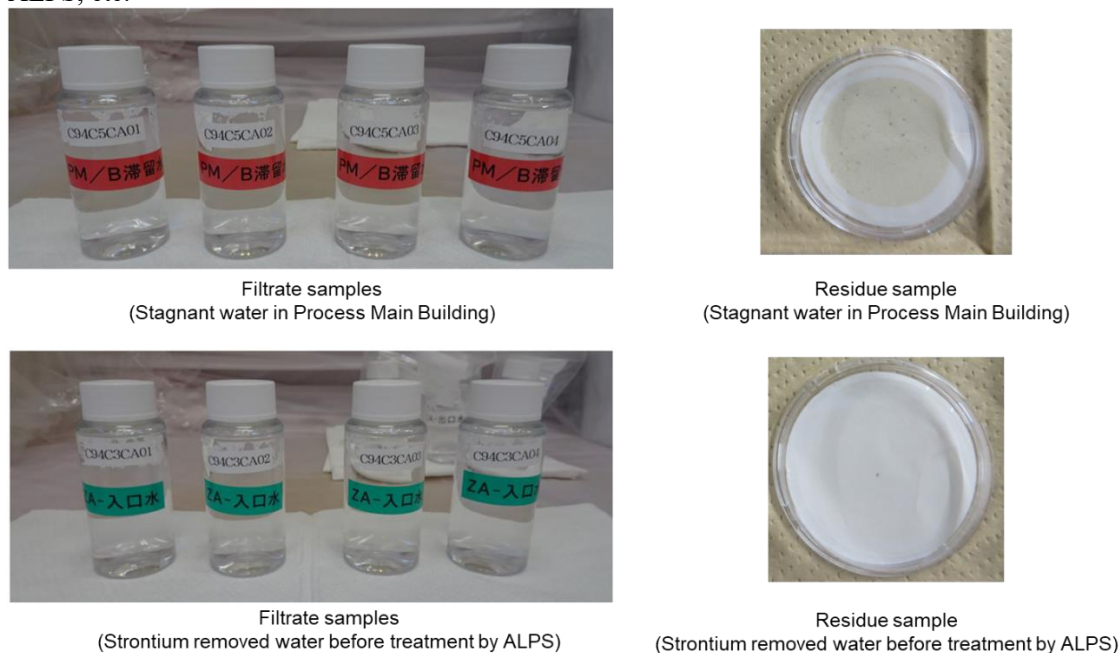 C94C5CA01
C94C5CA02
C94C5CA03
C94C5CA04
PM/B滞留水
PM/B滞留
PM/B滞留
PM/B滞留
Filtrate samples
(Stagnant water in Process Main Building)
Residue sample
(Stagnant water in Process Main Building)
C94C3CA01
C94C3CA02
C94C3CA03
C94C3CA04
ZA-入口水
ZA-入口水
ZA-入口水
ZA-入口
Filtrate samples
(Strontium removed water before treatment by ALPS)
Residue sample
(Strontium removed water before treatment by ALPS)